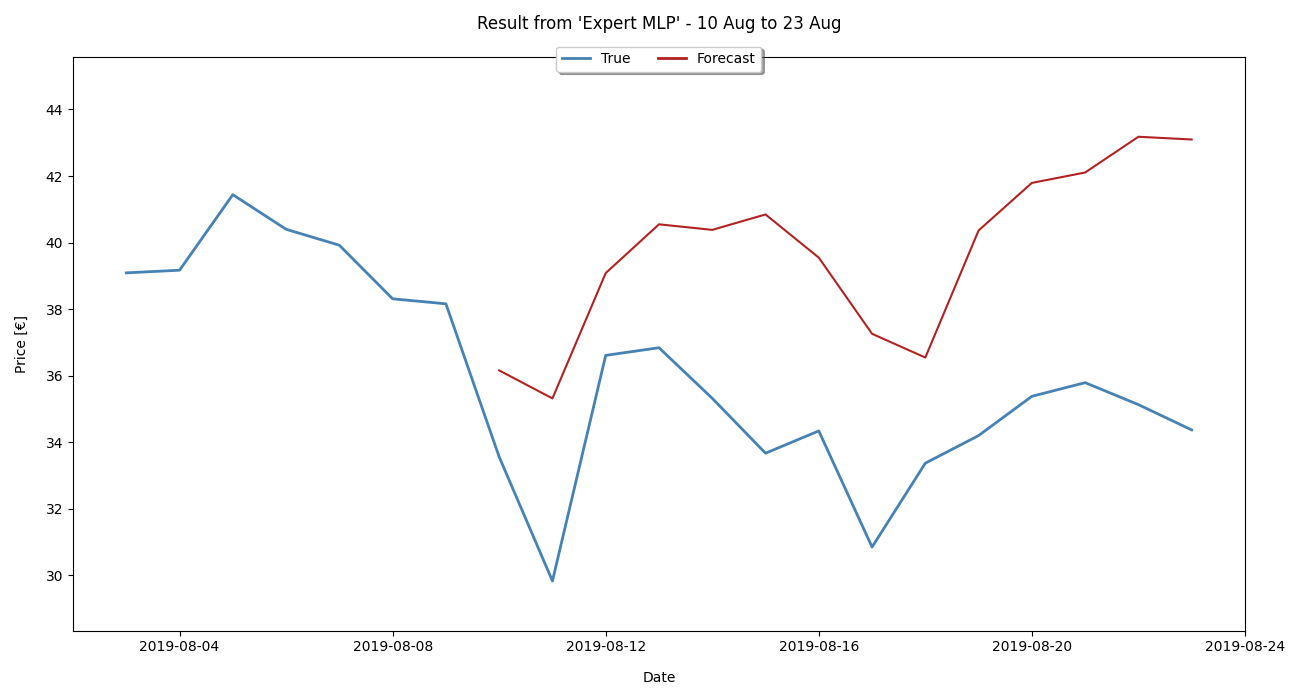 Result from 'Expert MLP' - 10 Aug to 23 Aug
True
Forecast
44
42
40
38
36
34
32
30
Price [€]
2019-08-04
2019-08-08
2019-08-12
2019-08-16
2019-08-20
2019-08-24
Date